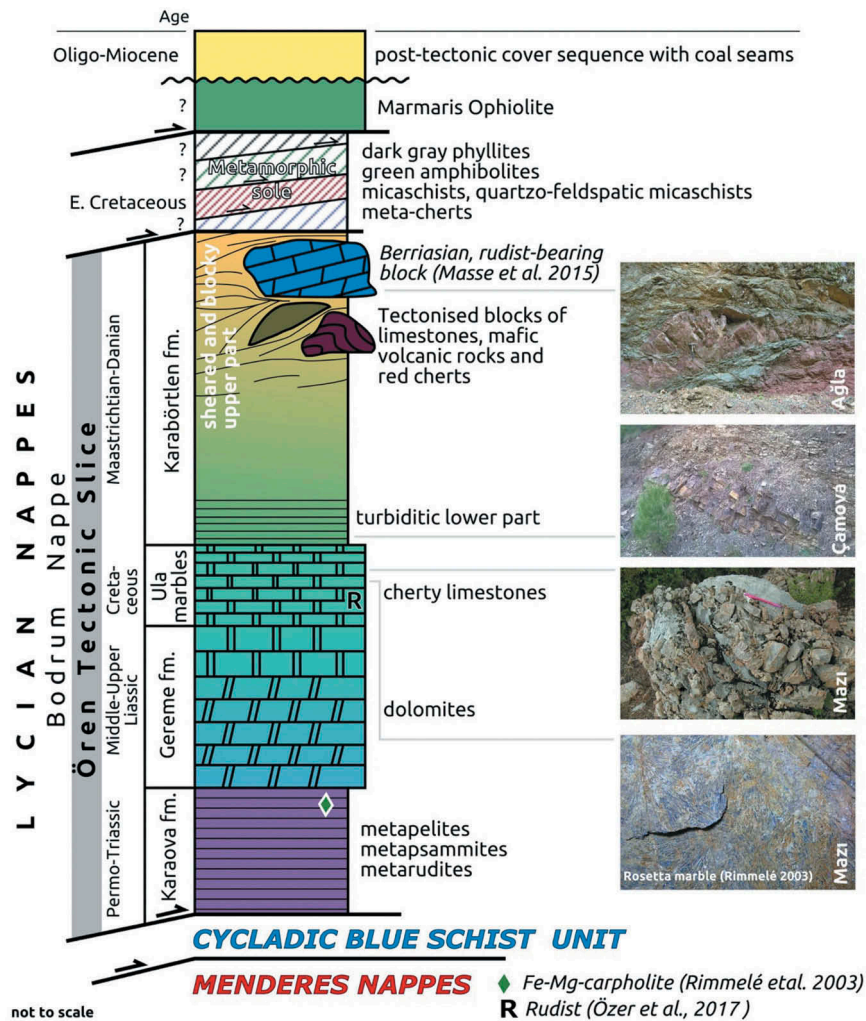 Age
Oligo-Miocene
post-tectonic cover sequence with coal seams
?
Marmaris Ophiolite
?
?
E. Cretaceous
?
Metamorphic
sole
dark gray phyllites
green amphibolites
micaschists, quartzo-feldspatic micaschists
meta-cherts
LYCIAN NAPPES
Bodrum Nappe
Ören Tectonic Slice
Maastrichtian-Danian
Karabörtlen fm.
sheared and blocky
upper part
Berriasian, rudist-bearing
block (Masse et al. 2015)
Tectonised blocks of
limestones, mafic
volcanic rocks and
red cherts
Ağla
turbiditic lower part
Çamova
Creta-
ceous
Ula
marbles
R
cherty limestones
Mazı
Middle-Upper
Liassic
Gereme fm.
dolomites
Rosetta marble (Rimmelé 2003)
Mazı
Permo-Triassic
Karaova fm.
metapelites
metapsammites
metarudites
CYCLADIC BLUE SCHIST UNIT
MENDERES NAPPES
Fe-Mg-carpholite (Rimmelé etal. 2003)
R Rudist (Özer et al., 2017)
not to scale